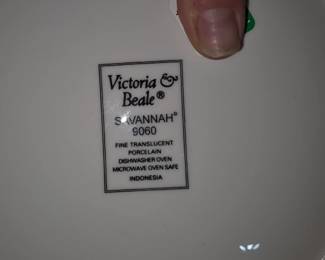 Victoria &
Beale®
SAVANNAH®
9060
FINE TRANSLUCENT
PORCELAIN
DISHWASHER OVEN
MICROWAVE OVEN SAFE
INDONESIA